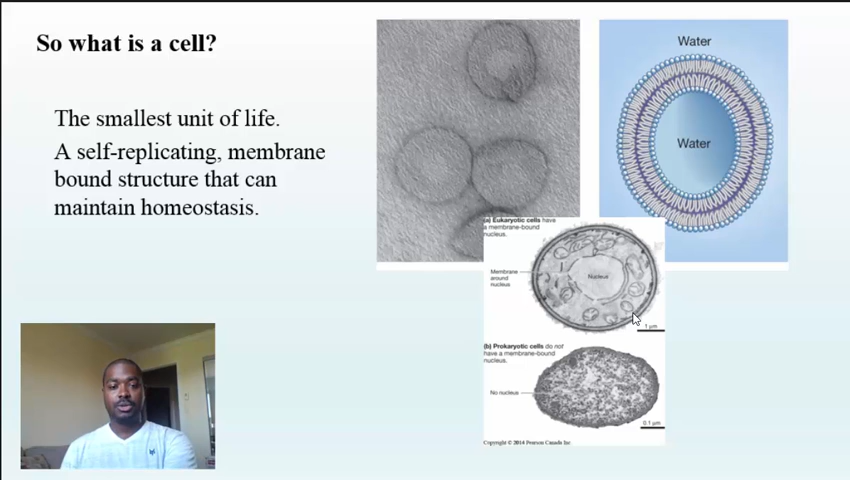 So what is a cell?
The smallest unit of life.
A self-replicating, membrane
bound structure that can
maintain homeostasis.
Water
Water
(a) Eukaryotic cells have
a membrane-bound
nucleus.
Membrane
around
nucleus
Nucleus
1 µm
(b) Prokaryotic cells do not
have a membrane-bound
nucleus.
No nucleus
0.1 µm
Copyright © 2014 Pearson Canada Inc.